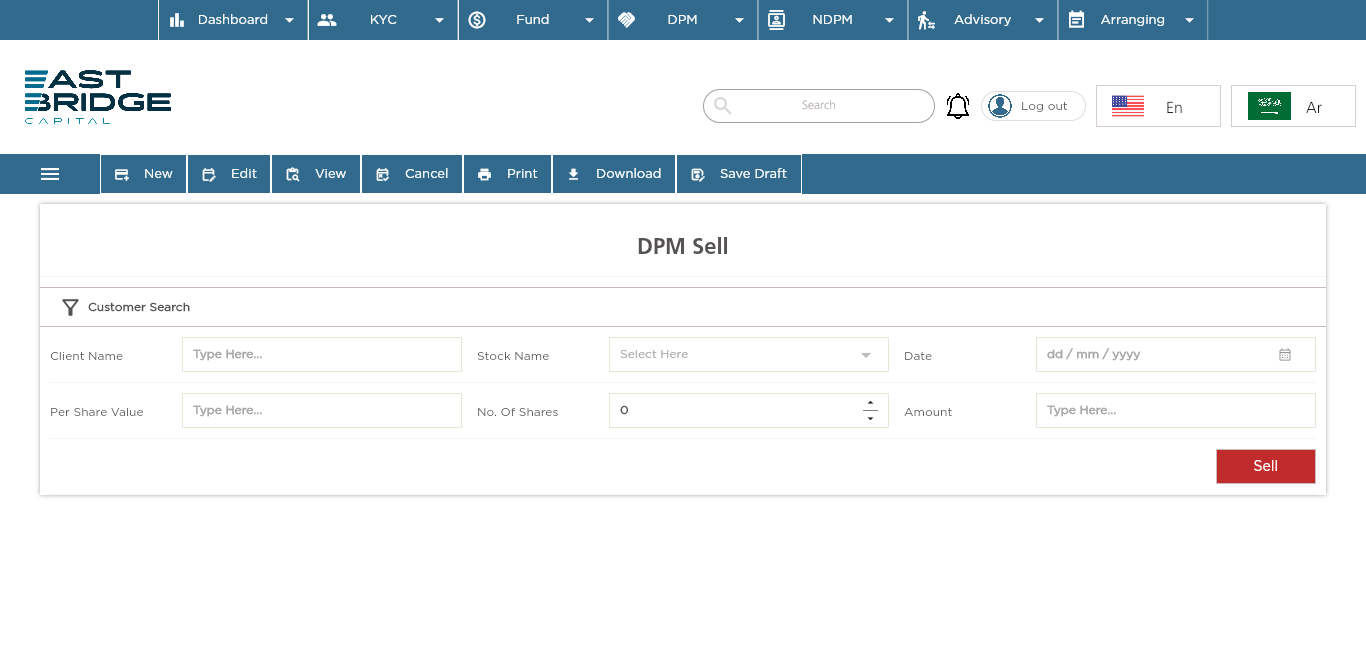 Dashboard KYC Fund DPM NDPM Advisory Arranging
EAST
BRIDGE
CAPITAL
Search Log out En Ar
New Edit View Cancel Print Download Save Draft
DPM Sell
Customer Search
Client Name Type Here... Stock Name Select Here Date dd / mm / yyyy
Per Share Value Type Here... No. Of Shares 0 Amount Type Here...
Sell